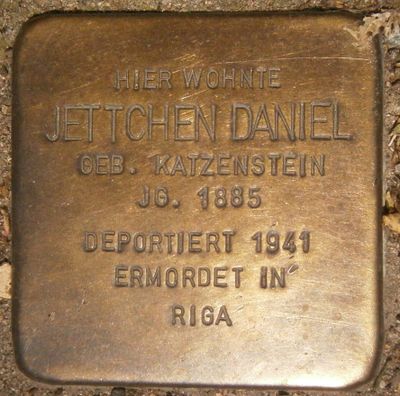 HIER WOHNTE
JETTCHEN DANIEL
GEB. KATZENSTEIN
JG. 1885
DEPORTIERT 1941
ERMORDET IN
RIGA